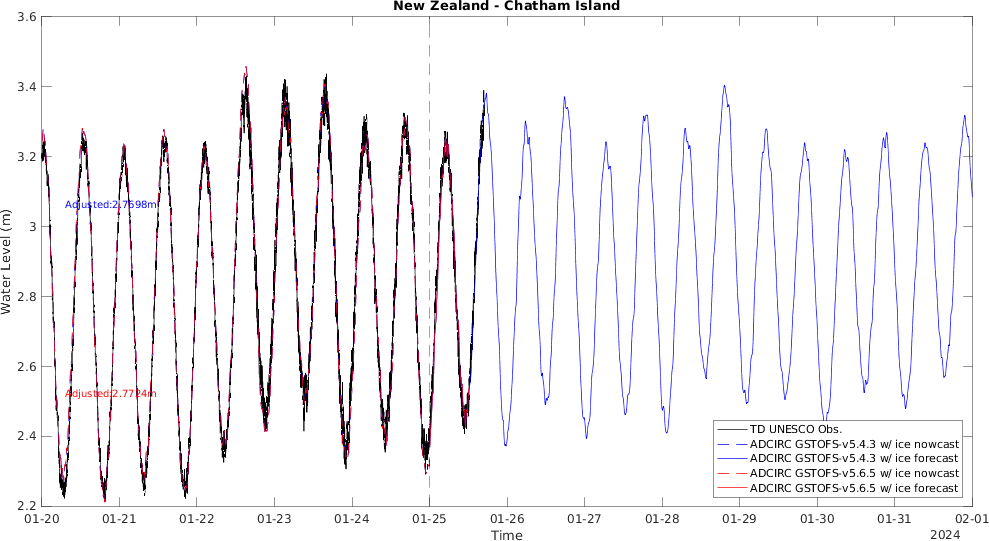 New Zealand - Chatham Island
Water Level (m)
3.6
3.4
3.2
3
2.8
2.6
2.4
2.2
Adjusted:2.7598m
Adjusted:2.7724m
TD UNESCO Obs.
ADCIRC GSTOFS-v5.4.3 w/ ice nowcast
ADCIRC GSTOFS-v5.4.3 w/ ice forecast
ADCIRC GSTOFS-v5.6.5 w/ ice nowcast
ADCIRC GSTOFS-v5.6.5 w/ ice forecast
01-20 01-21 01-22 01-23 01-24 01-25 01-26 01-27 01-28 01-29 01-30 01-31 02-01
Time
2024